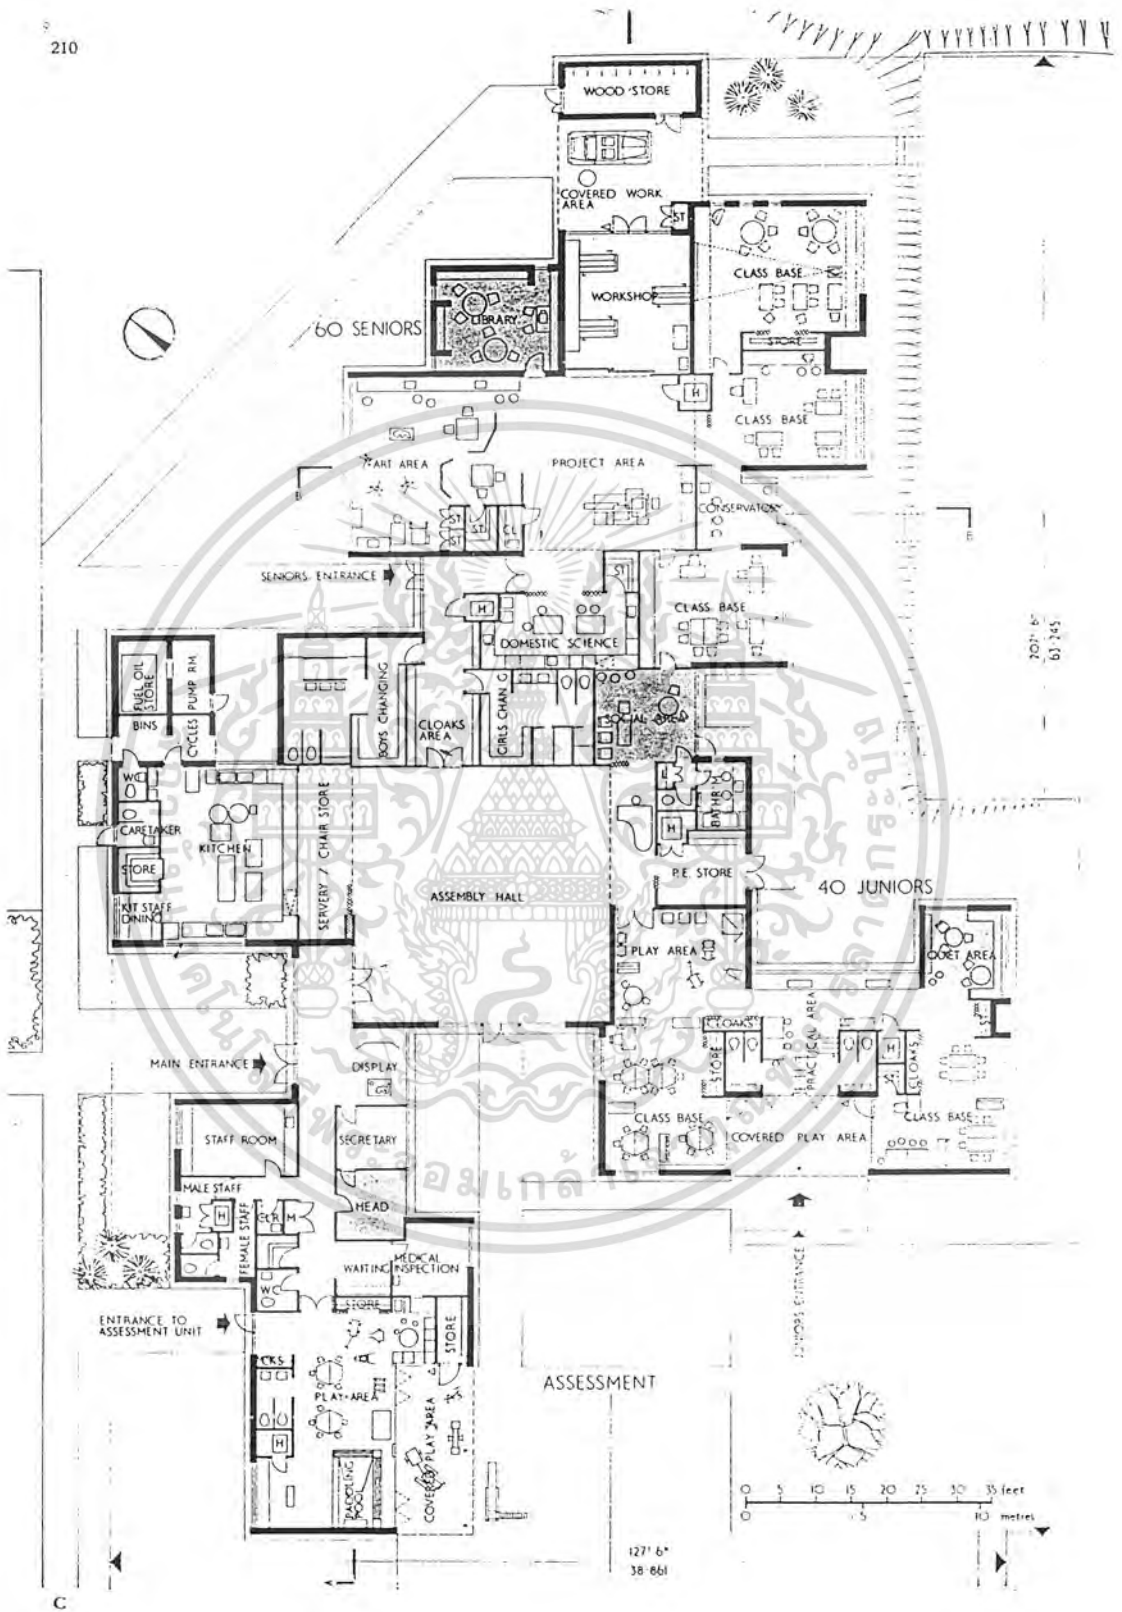 210
WOOD STORE
COVERED WORK
AREA
ST
CLASS BASE
WORKSHOP
LIBRARY
60 SENIORS
STORE
H
CLASS BASE
ART AREA
PROJECT AREA
B
CONSERVATORY
ST
ST
ST
CL
B
SENIORS ENTRANCE
ST
H
CLASS BASE
DOMESTIC SCIENCE
202' 6"
63·245
FUEL OIL
STORE
PUMP RM.
BINS
CYCLES
BOYS CHANGING
CLOAKS
AREA
GIRLS CHAN G
SOCIAL AREA
WC
BATHR'M
H
CARETAKER
KITCHEN
STORE
KIT STAFF
DINING
SERVERY / CHAIR STORE
ASSEMBLY HALL
P.E. STORE
40 JUNIORS
PLAY AREA
QUIET AREA
ST
CLOAKS
STORE
PRACTICAL AREA
H
CLOAKS
MAIN ENTRANCE
DISPLAY
CLASS BASE
COVERED PLAY AREA
CLASS BASE
STAFF ROOM
SECRETARY
MALE STAFF
H
FEMALE STAFF
CLR
M
HEAD
WAITING
MEDICAL
INSPECTION
WC
STORE
STORE
JUNIORS ENTRANCE
ENTRANCE TO
ASSESSMENT UNIT
CKS
PLAY AREA
H
PADDLING
POOL
COVERED PLAY AREA
ASSESSMENT
0 5 10 15 20 25 30 35 feet
0 5 10 metres
127' 6"
38·861
C